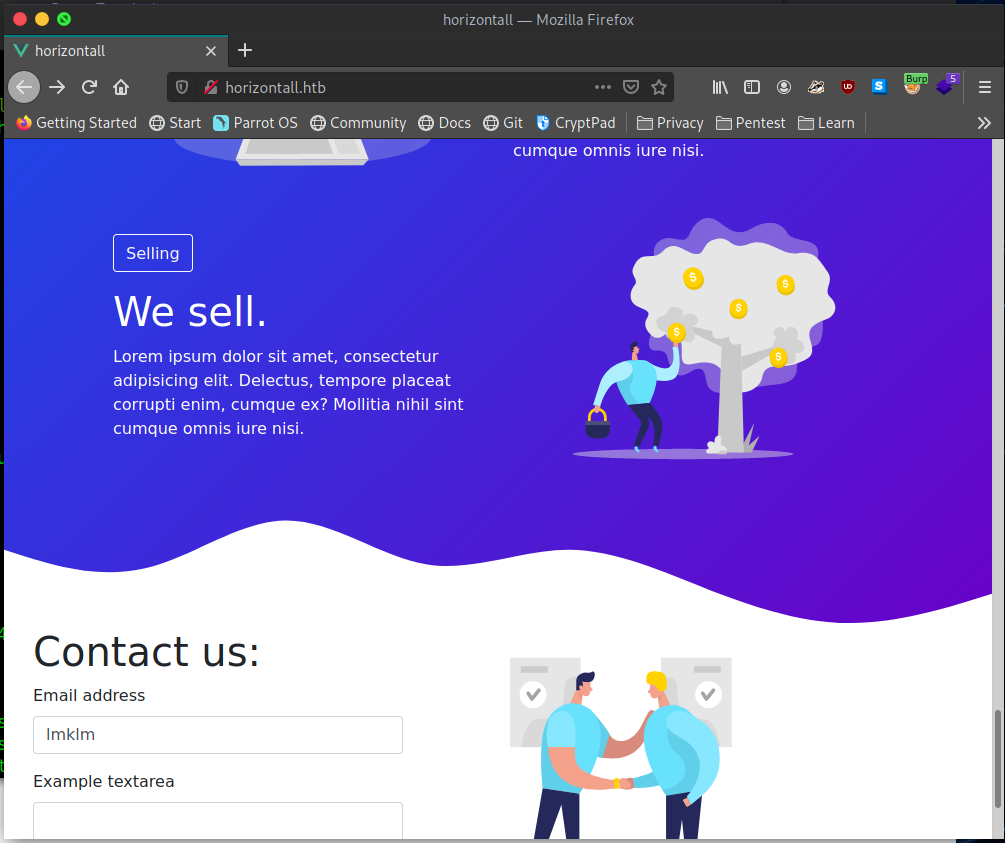 horizontall — Mozilla Firefox
horizontall
horizontall.htb
UD
S
Burp
5
Getting Started
Start
Parrot OS
Community
Docs
Git
CryptPad
Privacy
Pentest
Learn
cumque omnis iure nisi.
Selling
We sell.
Lorem ipsum dolor sit amet, consectetur
adipisicing elit. Delectus, tempore placeat
corrupti enim, cumque ex? Mollitia nihil sint
cumque omnis iure nisi.
$
$
$
$
$
Contact us:
Email address
lmklm
Example textarea